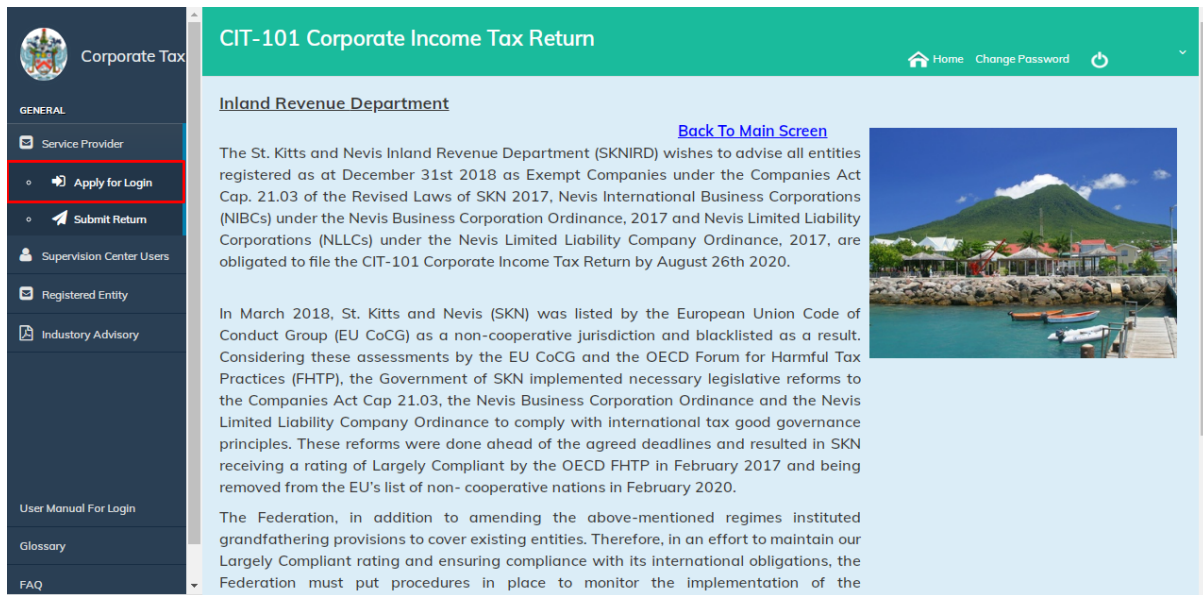 Corporate Tax
GENERAL
Service Provider
Apply for Login
Submit Return
Supervision Center Users
Registered Entity
Industory Advisory
User Manual For Login
Glossary
FAQ
CIT-101 Corporate Income Tax Return
Home Change Password
Inland Revenue Department
Back To Main Screen
The St. Kitts and Nevis Inland Revenue Department (SKNIRD) wishes to advise all entities
registered as at December 31st 2018 as Exempt Companies under the Companies Act
Cap. 21.03 of the Revised Laws of SKN 2017, Nevis International Business Corporations
(NIBCs) under the Nevis Business Corporation Ordinance, 2017 and Nevis Limited Liability
Corporations (NLLCs) under the Nevis Limited Liability Company Ordinance, 2017, are
obligated to file the CIT-101 Corporate Income Tax Return by August 26th 2020.
In March 2018, St. Kitts and Nevis (SKN) was listed by the European Union Code of
Conduct Group (EU CoCG) as a non-cooperative jurisdiction and blacklisted as a result.
Considering these assessments by the EU CoCG and the OECD Forum for Harmful Tax
Practices (FHTP), the Government of SKN implemented necessary legislative reforms to
the Companies Act Cap 21.03, the Nevis Business Corporation Ordinance and the Nevis
Limited Liability Company Ordinance to comply with international tax good governance
principles. These reforms were done ahead of the agreed deadlines and resulted in SKN
receiving a rating of Largely Compliant by the OECD FHTP in February 2017 and being
removed from the EU's list of non- cooperative nations in February 2020.
The Federation, in addition to amending the above-mentioned regimes instituted
grandfathering provisions to cover existing entities. Therefore, in an effort to maintain our
Largely Compliant rating and ensuring compliance with its international obligations, the
Federation must put procedures in place to monitor the implementation of the